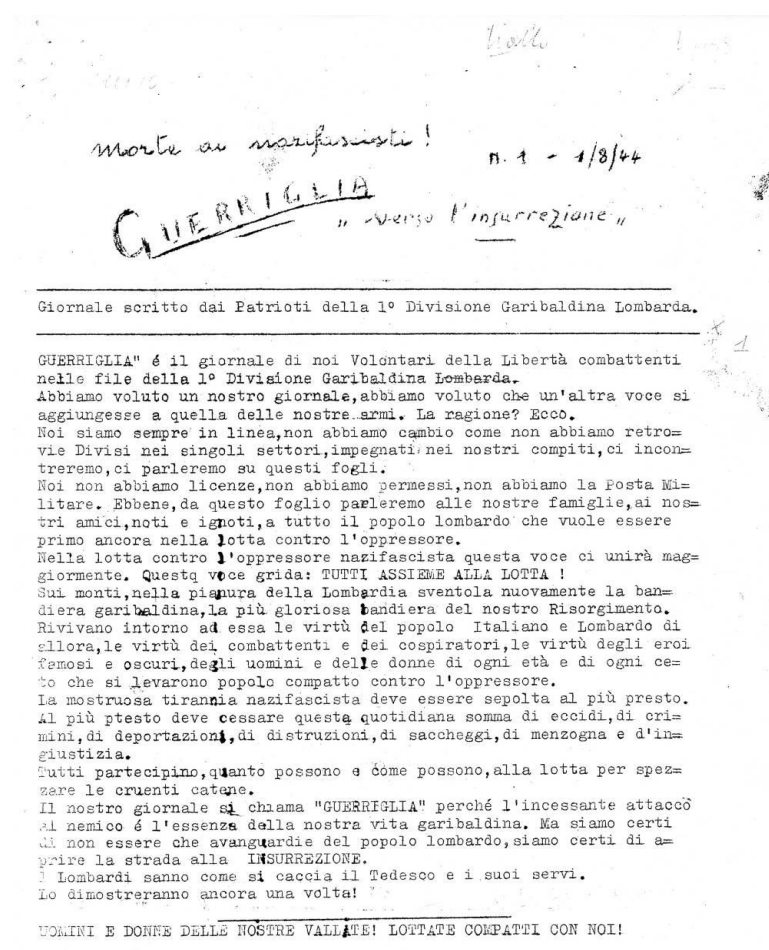 Morte ai nazifascisti!
n. 1 - 1/8/44
GUERRIGLIA
"verso l'insurrezione"
Giornale scritto dai Patrioti della 1º Divisione Garibaldina Lombarda.
1
GUERRIGLIA" é il giornale di noi Volontari della Libertà combattenti
nelle file della 1º Divisione Garibaldina Lombarda.
Abbiamo voluto un nostro giornale,abbiamo voluto che un'altra voce si
aggiungesse a quella delle nostre armi. La ragione? Ecco.
Noi siamo sempre in linea,non abbiamo cambio come non abbiamo retro=
vie Divisi nei singoli settori,impegnati nei nostri compiti,ci incon=
treremo,ci parleremo su questi fogli.
Noi non abbiamo licenze,non abbiamo permessi,non abbiamo la Posta Mi=
litare. Ebbene,da questo foglio parleremo alle nostre famiglie,ai nos=
tri amici,noti e ignoti,a tutto il popolo lombardo che vuole essere
primo ancora nella lotta contro l'oppressore.
Nella lotta contro l'oppressore nazifascista questa voce ci unirà mag=
giormente. Questq voce grida: TUTTI ASSIEME ALLA LOTTA !
Sui monti,nella pianura della Lombardia sventola nuovamente la ban=
diera garibaldina,la più gloriosa bandiera del nostro Risorgimento.
Rivivano intorno ad essa le virtù del popolo Italiano e Lombardo di
allora,le virtù dei combattenti e dei cospiratori,le virtù degli eroi
famosi e oscuri,degli uomini e delle donne di ogni età e di ogni ce=
to che si levarono popolo compatto contro l'oppressore.
La mostruosa tirannia nazifascista deve essere sepolta al più presto.
Al più ptesto deve cessare questa quotidiana somma di eccidi,di cri=
mini,di deportazioni,di distruzioni,di saccheggi,di menzogna e d'in=
giustizia.
Tutti partecipino,quanto possono e come possono,alla lotta per spez=
zare le cruenti catene.
Il nostro giornale si chiama "GUERRIGLIA" perché l'incessante attacco
al nemico é l'essenza della nostra vita garibaldina. Ma siamo certi
di non essere che avanguardie del popolo lombardo,siamo certi di a=
prire la strada alla INSURREZIONE.
I Lombardi sanno come si caccia il Tedesco e i suoi servi.
Lo dimostreranno ancora una volta!
UOMINI E DONNE DELLE NOSTRE VALLATE! LOTTATE COMPATTI CON NOI!